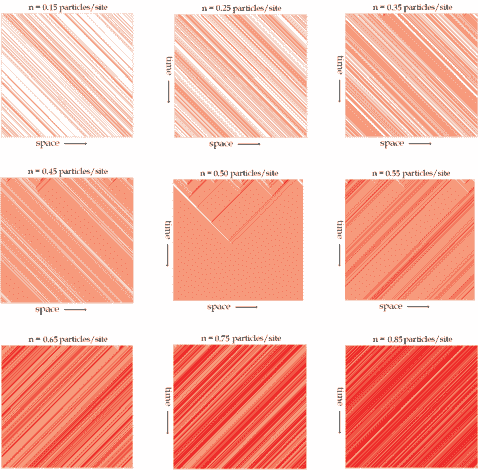 n = 0.15 particles/site
n = 0.25 particles/site
n = 0.35 particles/site
time
time
space
space
space
n = 0.45 particles/site
n = 0.50 particles/site
n = 0.55 particles/site
time
time
space
space
space
n = 0.65 particles/site
n = 0.75 particles/site
n = 0.85 particles/site
time
time